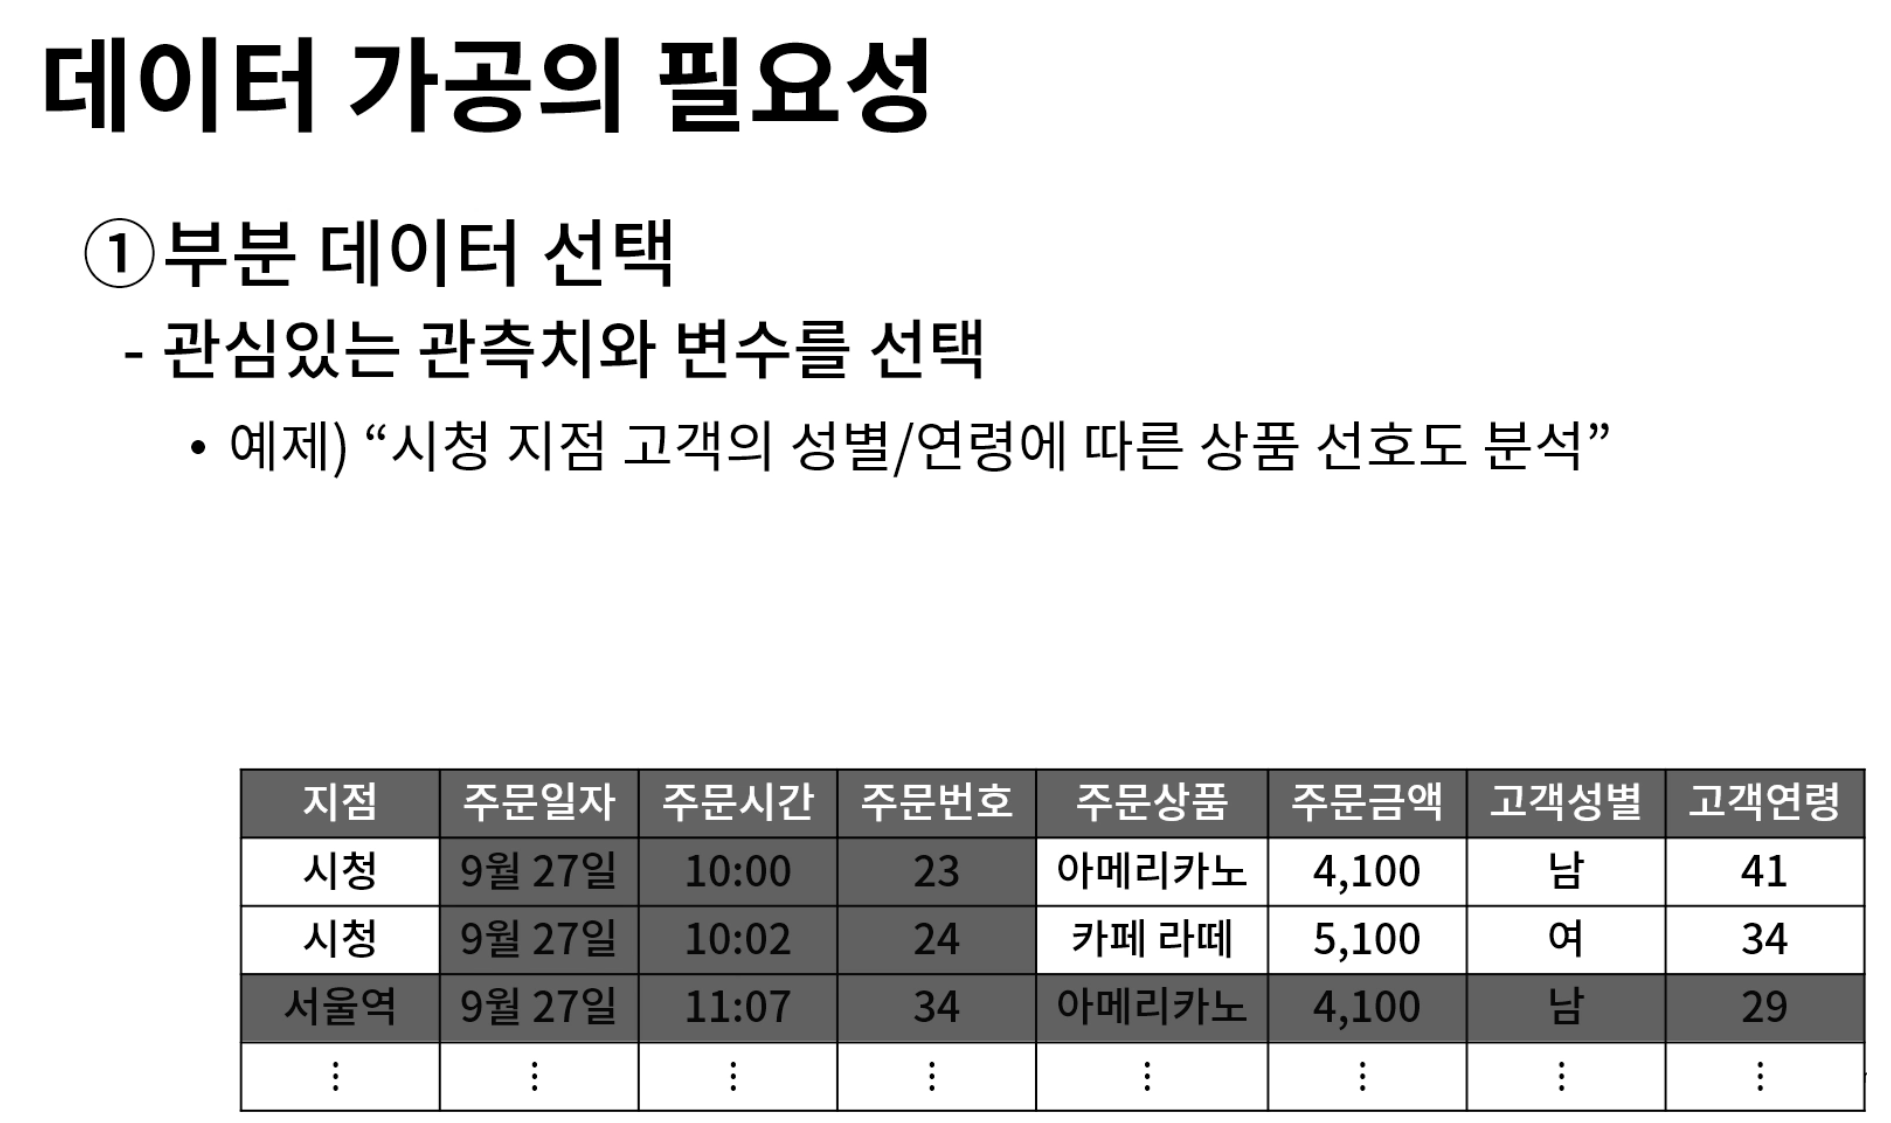 데이터 가공의 필요성
①부분 데이터 선택
- 관심있는 관측치와 변수를 선택
• 예제) “시청 지점 고객의 성별/연령에 따른 상품 선호도 분석”
지점 주문일자 주문시간 주문번호 주문상품 주문금액 고객성별 고객연령
시청 9월 27일 10:00 23 아메리카노 4,100 남 41
시청 9월 27일 10:02 24 카페 라떼 5,100 여 34
서울역 9월 27일 11:07 34 아메리카노 4,100 남 29
⋮ ⋮ ⋮ ⋮ ⋮ ⋮ ⋮ ⋮